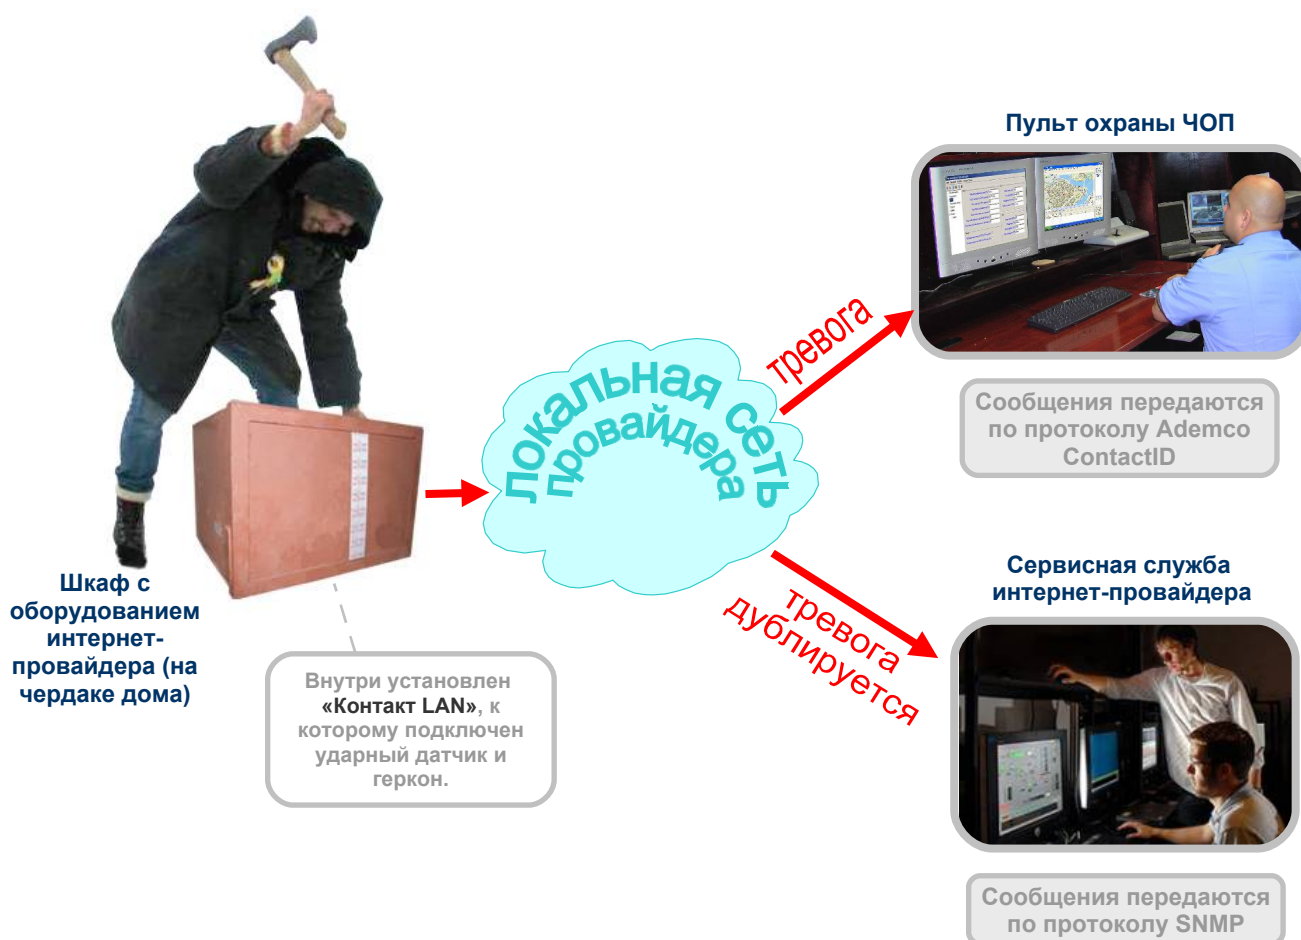 Пульт охраны ЧОП
тревога
Сообщения передаются
по протоколу Ademco
ContactID
локальная сеть
провайдера
Шкаф с
оборудованием
интернет-
провайдера (на
чердаке дома)
Внутри установлен
«Контакт LAN», к
которому подключен
ударный датчик и
геркон.
тревога
дублируется
Сервисная служба
интернет-провайдера
Сообщения передаются
по протоколу SNMP